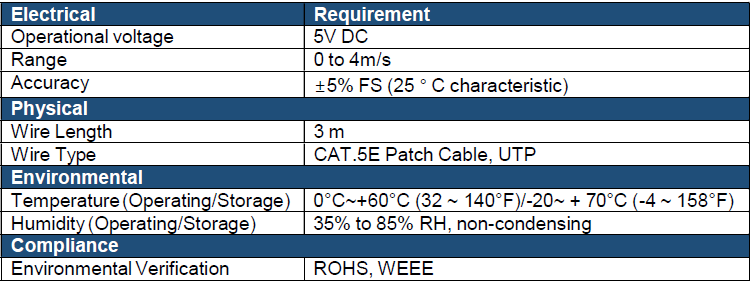 Electrical Requirement
Operational voltage 5V DC
Range 0 to 4m/s
Accuracy ±5% FS (25 ° C characteristic)
Physical
Wire Length 3 m
Wire Type CAT.5E Patch Cable, UTP
Environmental
Temperature (Operating/Storage) 0°C~+60°C (32 ~ 140°F)/-20~ + 70°C (-4 ~ 158°F)
Humidity (Operating/Storage) 35% to 85% RH, non-condensing
Compliance
Environmental Verification ROHS, WEEE